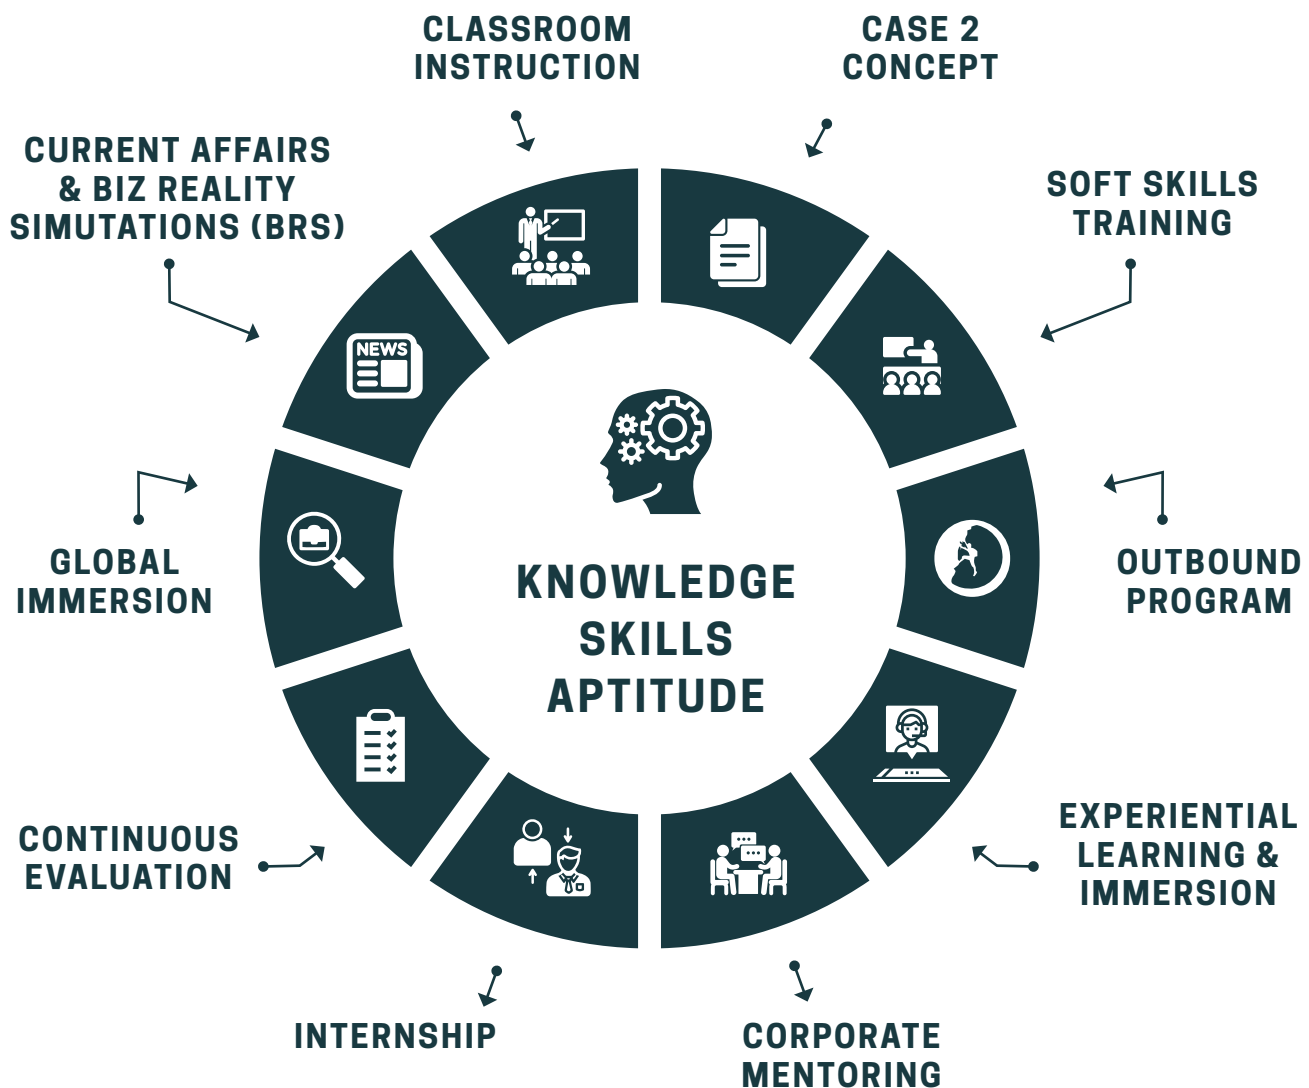 CLASSROOM
INSTRUCTION
CASE 2
CONCEPT
CURRENT AFFAIRS
& BIZ REALITY
SIMUTATIONS (BRS)
SOFT SKILLS
TRAINING
NEWS
GLOBAL
IMMERSION
KNOWLEDGE
SKILLS
APTITUDE
OUTBOUND
PROGRAM
CONTINUOUS
EVALUATION
EXPERIENTIAL
LEARNING &
IMMERSION
INTERNSHIP
CORPORATE
MENTORING